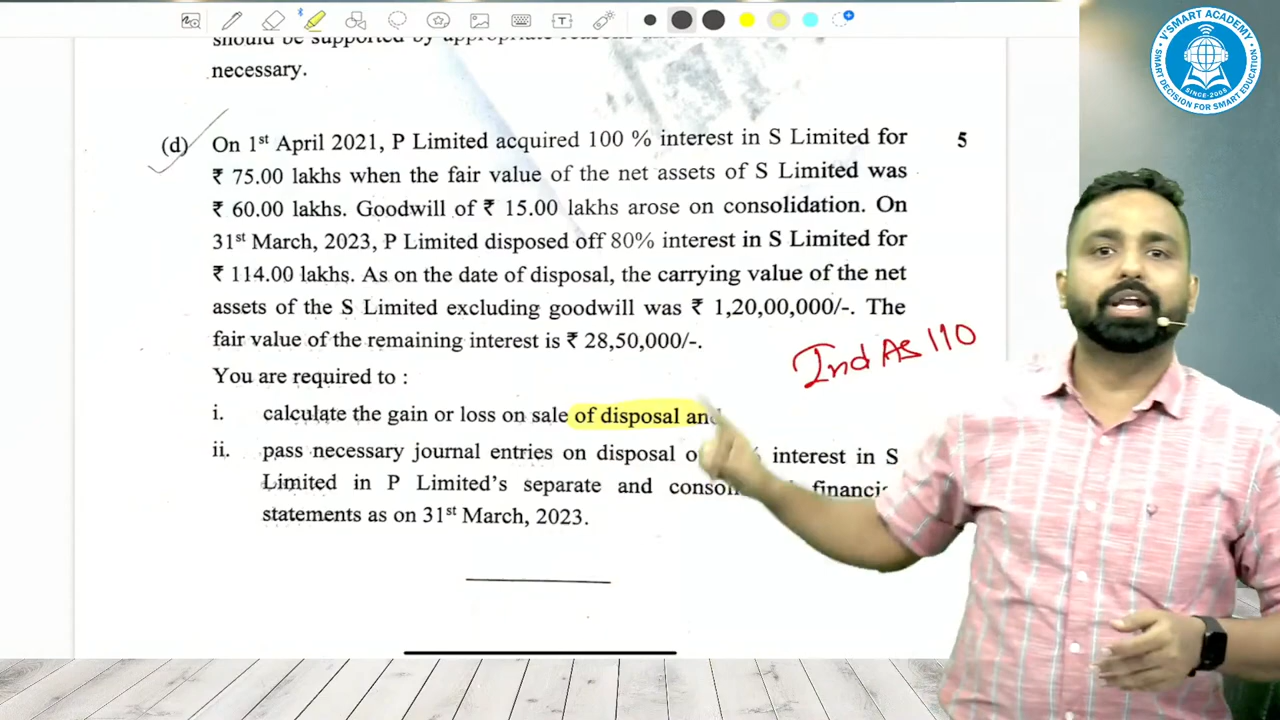 should be supported by appropriate
necessary.
(d) On 1st April 2021, P Limited acquired 100 % interest in S Limited for 5
₹ 75.00 lakhs when the fair value of the net assets of S Limited was
₹ 60.00 lakhs. Goodwill of ₹ 15.00 lakhs arose on consolidation. On
31st March, 2023, P Limited disposed off 80% interest in S Limited for
₹ 114.00 lakhs. As on the date of disposal, the carrying value of the net
assets of the S Limited excluding goodwill was ₹ 1,20,00,000/-. The
fair value of the remaining interest is ₹ 28,50,000/-.
Ind As 110
You are required to :
i. calculate the gain or loss on sale of disposal and
ii. pass necessary journal entries on disposal interest in S
Limited in P Limited's separate and
statements as on 31st March, 2023.
V'SMART ACADEMY
SINCE-2005
SMART DECISION FOR SMART EDUCATION